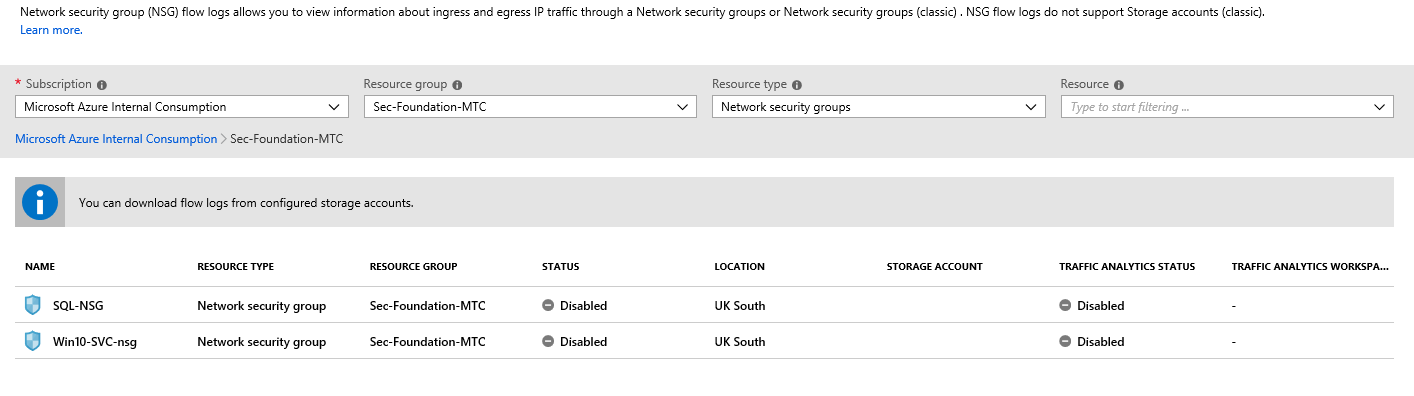 Network security group (NSG) flow logs allows you to view information about ingress and egress IP traffic through a Network security groups or Network security groups (classic) . NSG flow logs do not support Storage accounts (classic).
Learn more.
* Subscription Resource group Resource type Resource
Microsoft Azure Internal Consumption Sec-Foundation-MTC Network security groups Type to start filtering ...
Microsoft Azure Internal Consumption > Sec-Foundation-MTC
You can download flow logs from configured storage accounts.
NAME RESOURCE TYPE RESOURCE GROUP STATUS LOCATION STORAGE ACCOUNT TRAFFIC ANALYTICS STATUS TRAFFIC ANALYTICS WORKSPA...
SQL-NSG Network security group Sec-Foundation-MTC Disabled UK South Disabled -
Win10-SVC-nsg Network security group Sec-Foundation-MTC Disabled UK South Disabled -